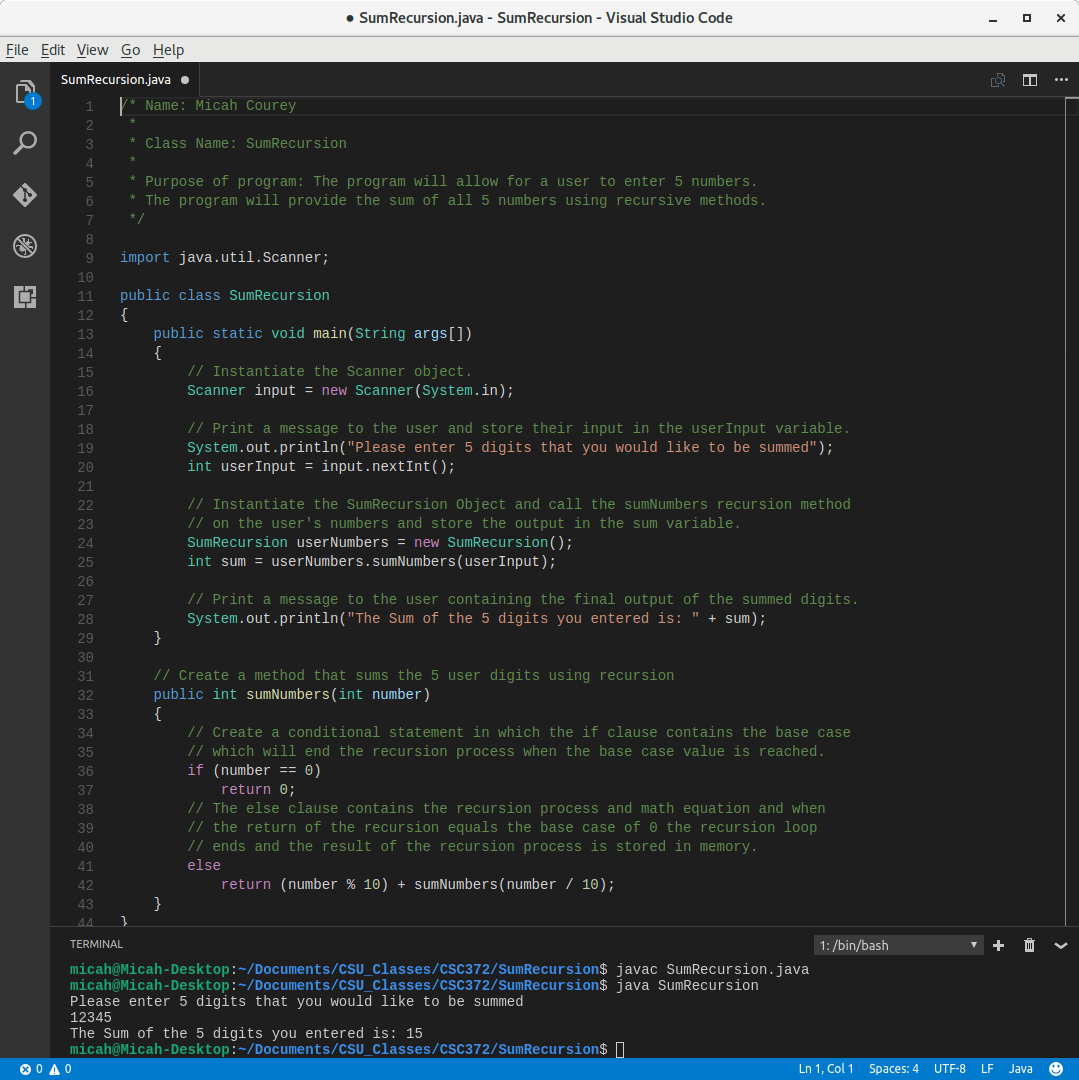 ● SumRecursion.java - SumRecursion - Visual Studio Code
File Edit View Go Help
1
SumRecursion.java ●
1 /* Name: Micah Courey
2  *
3  * Class Name: SumRecursion
4  *
5  * Purpose of program: The program will allow for a user to enter 5 numbers.
6  * The program will provide the sum of all 5 numbers using recursive methods.
7  */
8
9 import java.util.Scanner;
10
11 public class SumRecursion
12 {
13     public static void main(String args[])
14     {
15         // Instantiate the Scanner object.
16         Scanner input = new Scanner(System.in);
17
18         // Print a message to the user and store their input in the userInput variable.
19         System.out.println("Please enter 5 digits that you would like to be summed");
20         int userInput = input.nextInt();
21
22         // Instantiate the SumRecursion Object and call the sumNumbers recursion method
23         // on the user's numbers and store the output in the sum variable.
24         SumRecursion userNumbers = new SumRecursion();
25         int sum = userNumbers.sumNumbers(userInput);
26
27         // Print a message to the user containing the final output of the summed digits.
28         System.out.println("The Sum of the 5 digits you entered is: " + sum);
29     }
30
31     // Create a method that sums the 5 user digits using recursion
32     public int sumNumbers(int number)
33     {
34         // Create a conditional statement in which the if clause contains the base case
35         // which will end the recursion process when the base case value is reached.
36         if (number == 0)
37             return 0;
38         // The else clause contains the recursion process and math equation and when
39         // the return of the recursion equals the base case of 0 the recursion loop
40         // ends and the result of the recursion process is stored in memory.
41         else
42             return (number % 10) + sumNumbers(number / 10);
43     }
44 }
TERMINAL 1: /bin/bash
micah@Micah-Desktop:~/Documents/CSU_Classes/CSC372/SumRecursion$ javac SumRecursion.java
micah@Micah-Desktop:~/Documents/CSU_Classes/CSC372/SumRecursion$ java SumRecursion
Please enter 5 digits that you would like to be summed
12345
The Sum of the 5 digits you entered is: 15
micah@Micah-Desktop:~/Documents/CSU_Classes/CSC372/SumRecursion$
0 0 Ln 1, Col 1 Spaces: 4 UTF-8 LF Java